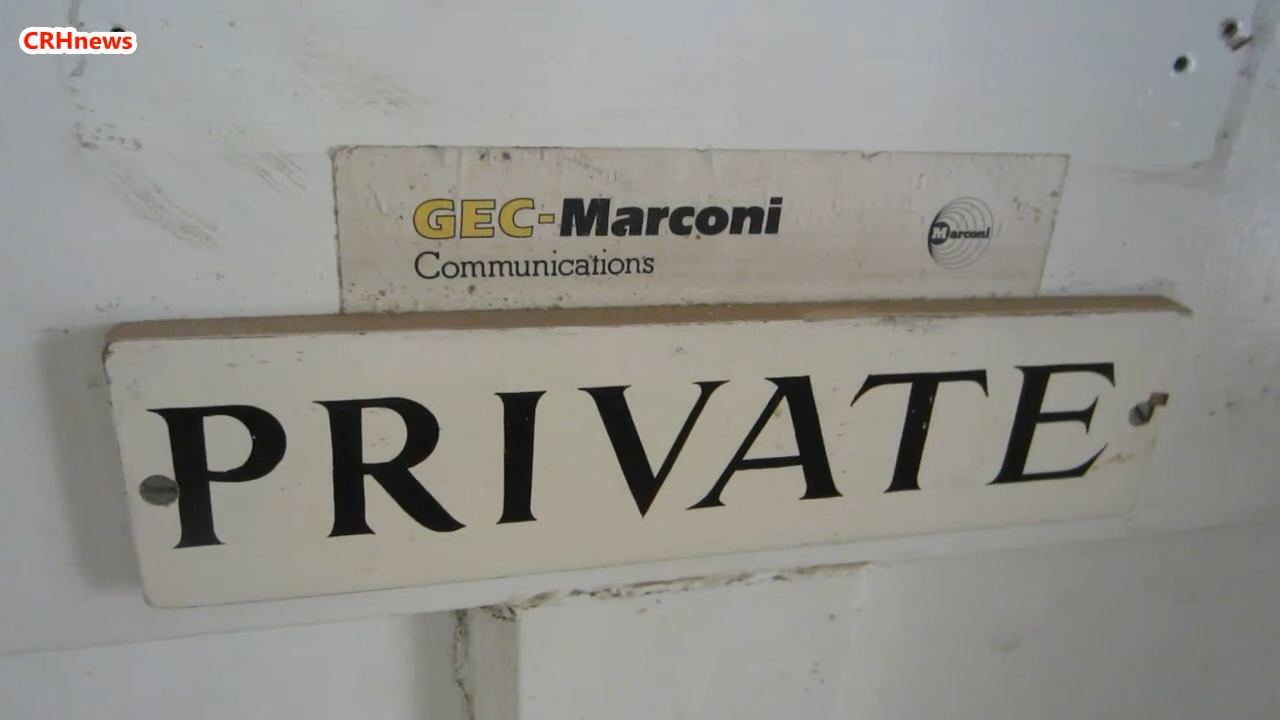 CRHnews
GEC-Marconi
Marconi
Communications
PRIVATE